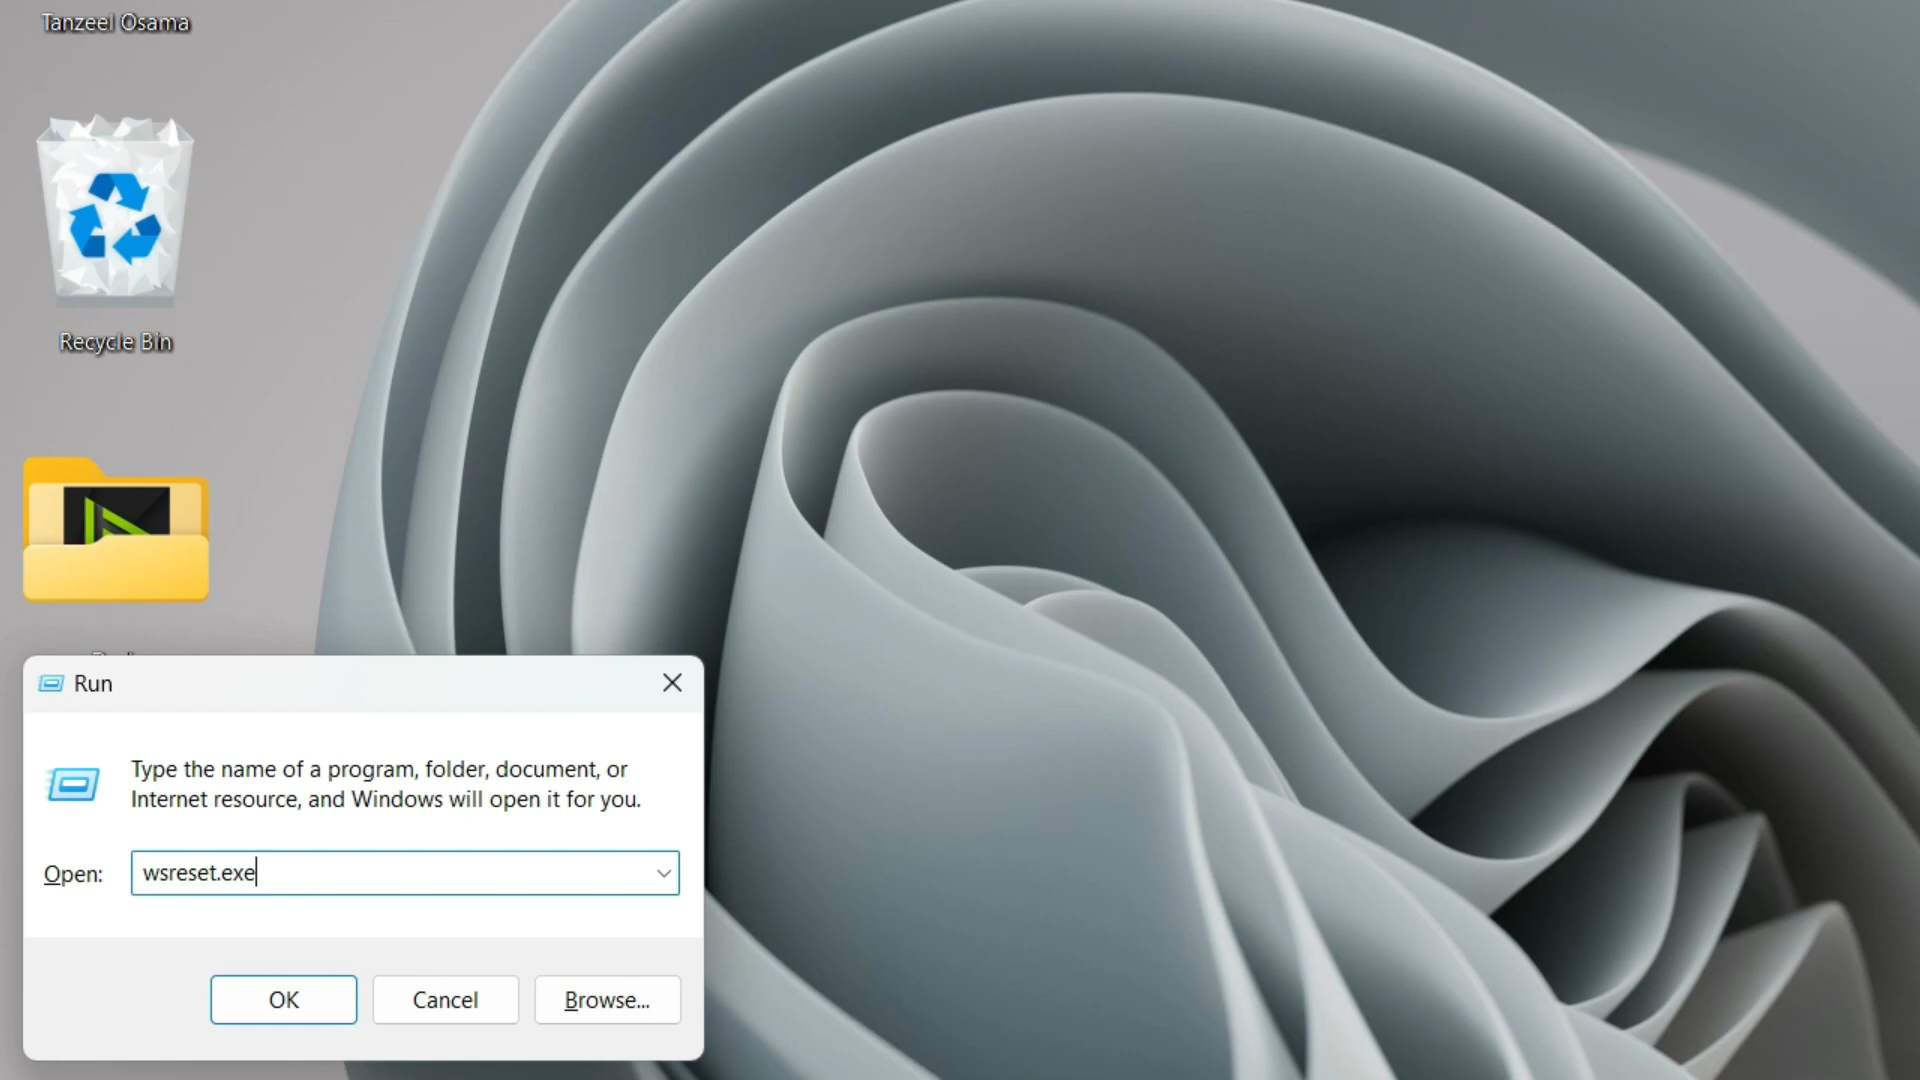 Tanzeel Osama
Recycle Bin
Run
Type the name of a program, folder, document, or
Internet resource, and Windows will open it for you.
Open: wsreset.exe
OK Cancel Browse...